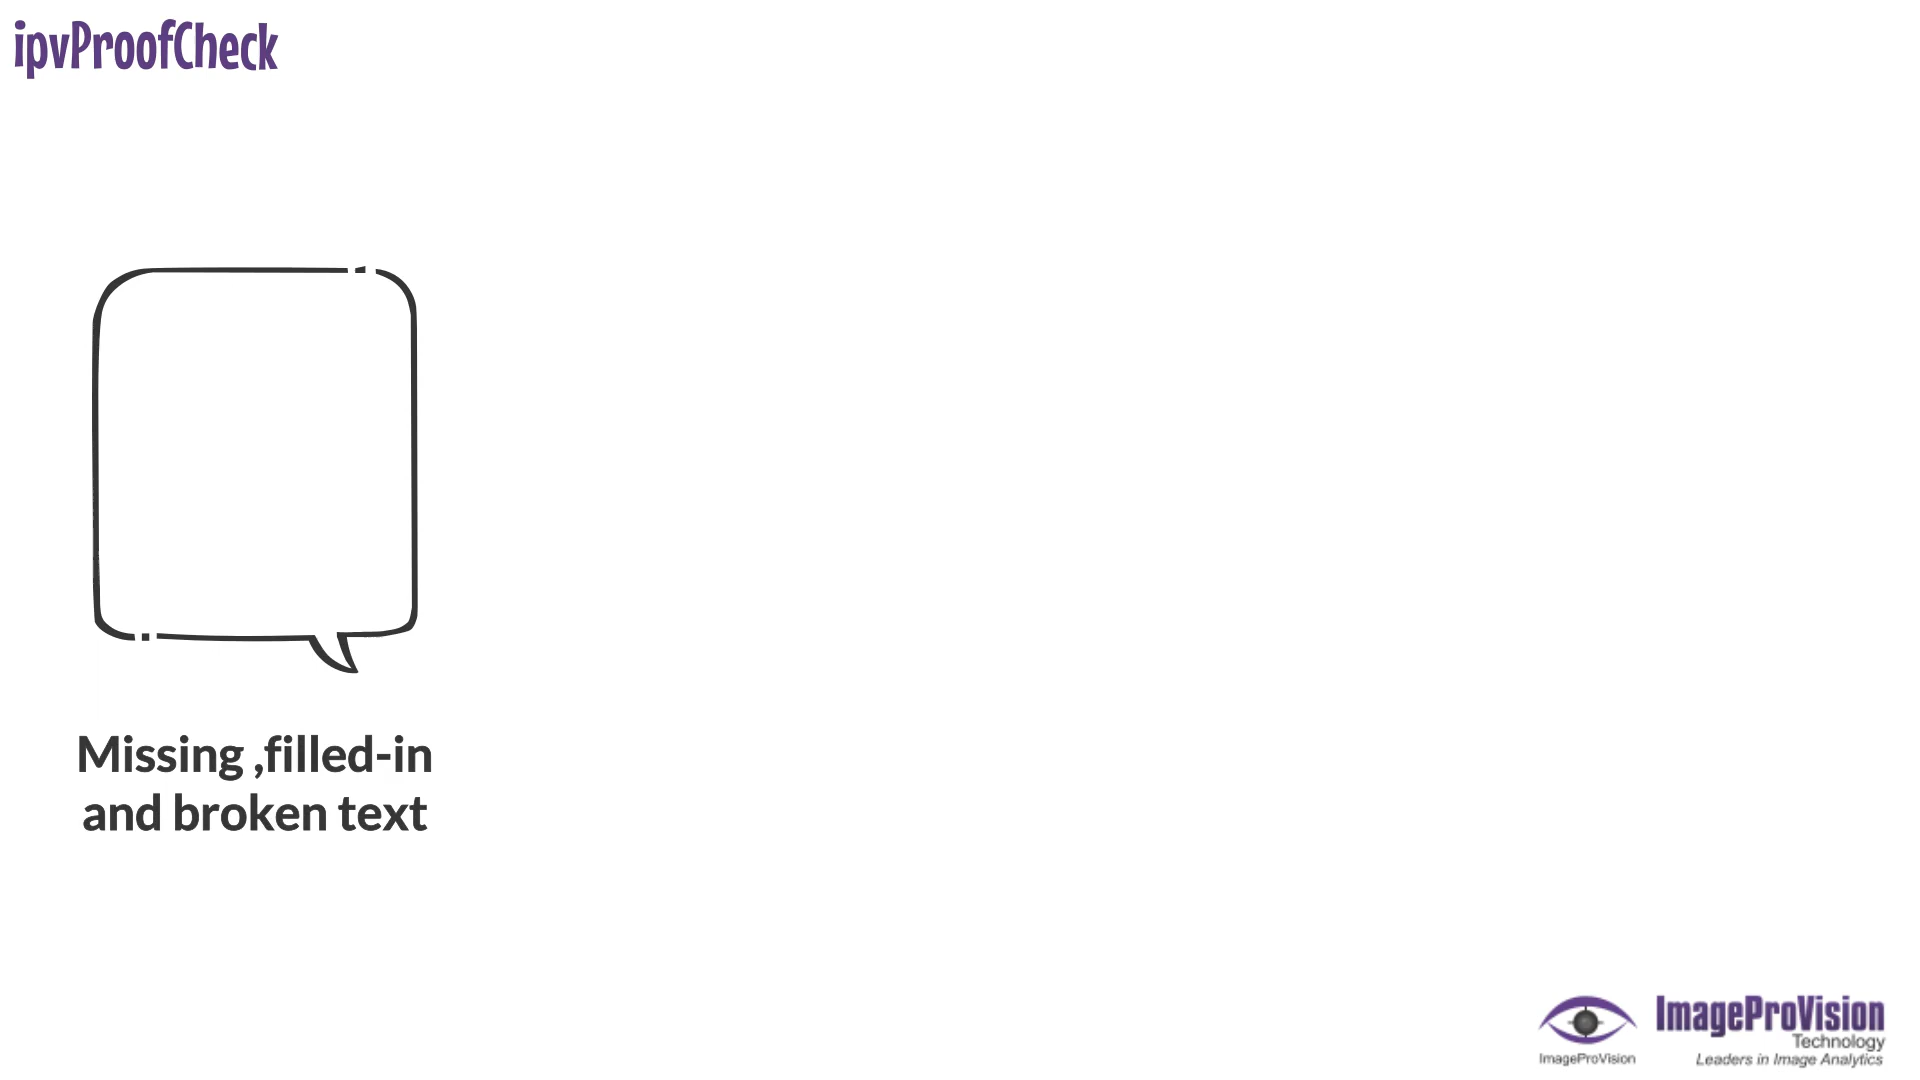 ipvProofCheck
Missing ,filled-in
and broken text
ImageProVision
ImageProVision
Technology
Leaders in Image Analytics